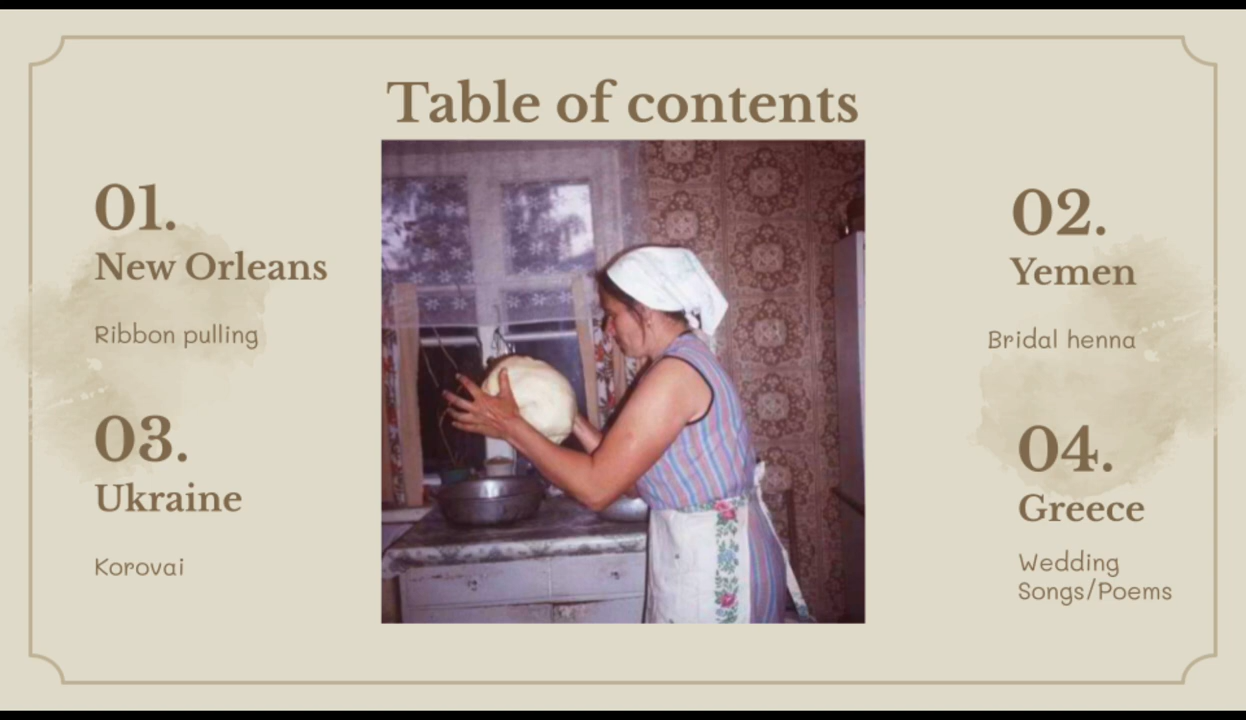 Table of contents
01.
New Orleans
Ribbon pulling
02.
Yemen
Bridal henna
03.
Ukraine
Korovai
04.
Greece
Wedding
Songs/Poems